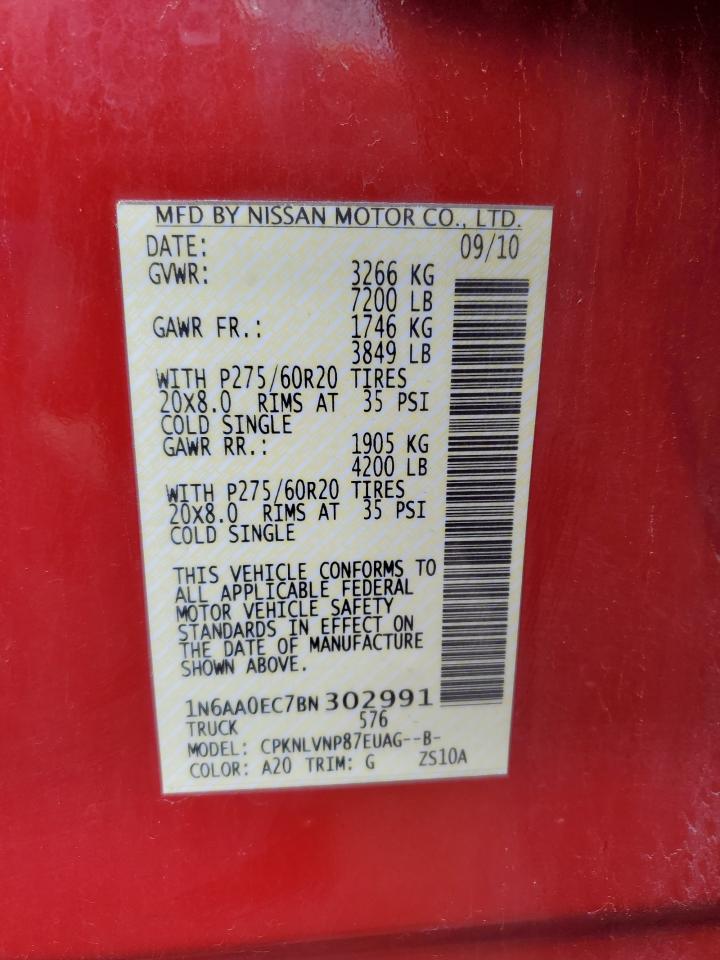 MFD BY NISSAN MOTOR CO., LTD.
DATE: 09/10
GVWR: 3266 KG
7200 LB
GAWR FR.: 1746 KG
3849 LB
WITH P275/60R20 TIRES
20X8.0 RIMS AT 35 PSI
COLD SINGLE
GAWR RR.: 1905 KG
4200 LB
WITH P275/60R20 TIRES
20X8.0 RIMS AT 35 PSI
COLD SINGLE
THIS VEHICLE CONFORMS TO
ALL APPLICABLE FEDERAL
MOTOR VEHICLE SAFETY
STANDARDS IN EFFECT ON
THE DATE OF MANUFACTURE
SHOWN ABOVE.
1N6AA0EC7BN 302991
TRUCK 576
MODEL: CPKNLVNP87EUAG--B-
COLOR: A20 TRIM: G ZS10A